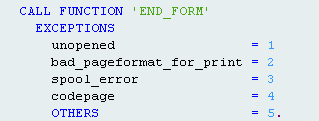 CALL FUNCTION 'END_FORM'
EXCEPTIONS
unopened = 1
bad_pageformat_for_print = 2
spool_error = 3
codepage = 4
OTHERS = 5.